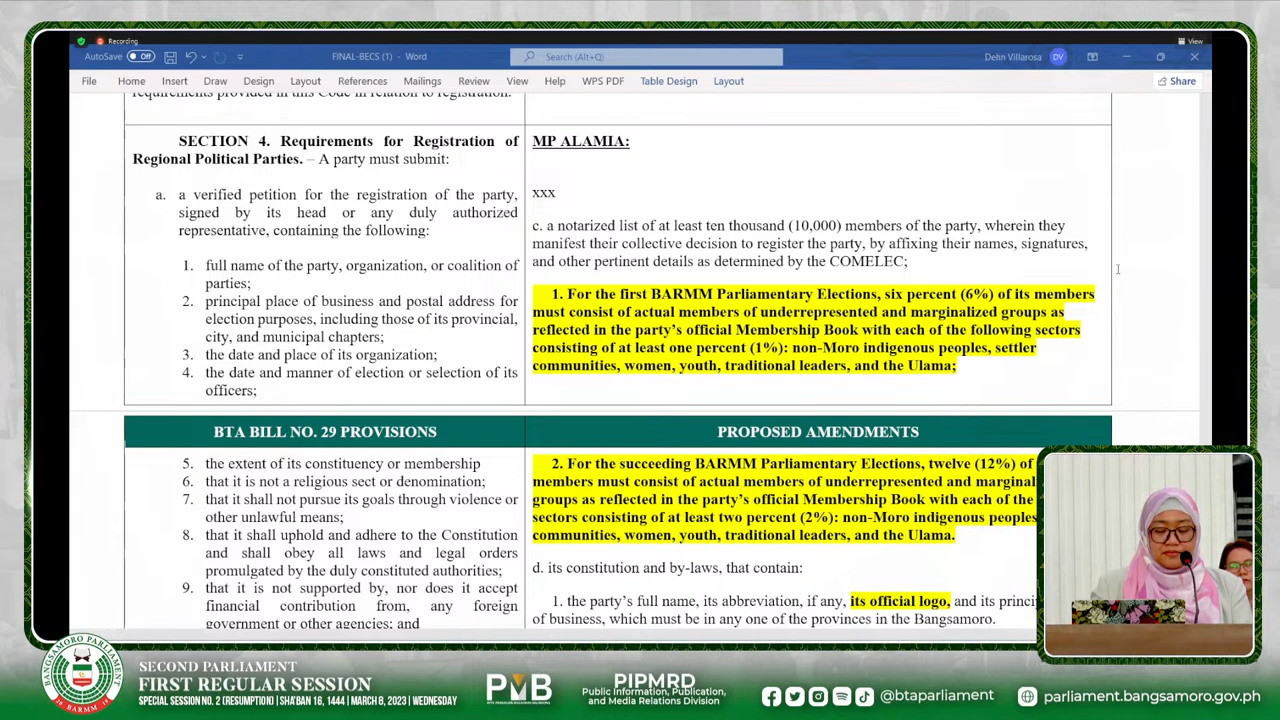 Recording
View
AutoSave Off
FINAL-BECS (1) - Word
Search (Alt+Q)
Dehn Villarosa
DV
File Home Insert Draw Design Layout References Mailings Review View Help WPS PDF Table Design Layout
Share
requirements provided in this Code in relation to registration.
SECTION 4. Requirements for Registration of
Regional Political Parties. – A party must submit:
a. a verified petition for the registration of the party,
signed by its head or any duly authorized
representative, containing the following:
1. full name of the party, organization, or coalition of
parties;
2. principal place of business and postal address for
election purposes, including those of its provincial,
city, and municipal chapters;
3. the date and place of its organization;
4. the date and manner of election or selection of its
officers;
MP ALAMIA:
xxx
c. a notarized list of at least ten thousand (10,000) members of the party, wherein they
manifest their collective decision to register the party, by affixing their names, signatures,
and other pertinent details as determined by the COMELEC;
1. For the first BARMM Parliamentary Elections, six percent (6%) of its members
must consist of actual members of underrepresented and marginalized groups as
reflected in the party's official Membership Book with each of the following sectors
consisting of at least one percent (1%): non-Moro indigenous peoples, settler
communities, women, youth, traditional leaders, and the Ulama;
BTA BILL NO. 29 PROVISIONS
PROPOSED AMENDMENTS
5. the extent of its constituency or membership
6. that it is not a religious sect or denomination;
7. that it shall not pursue its goals through violence or
other unlawful means;
8. that it shall uphold and adhere to the Constitution
and shall obey all laws and legal orders
promulgated by the duly constituted authorities;
9. that it is not supported by, nor does it accept
financial contribution from, any foreign
government or other agencies; and
2. For the succeeding BARMM Parliamentary Elections, twelve (12%) of
members must consist of actual members of underrepresented and marginal
groups as reflected in the party's official Membership Book with each of the
sectors consisting of at least two percent (2%): non-Moro indigenous peoples
communities, women, youth, traditional leaders, and the Ulama.
d. its constitution and by-laws, that contain:
1. the party's full name, its abbreviation, if any, its official logo, and its princi
of business, which must be in any one of the provinces in the Bangsamoro.
BANGSAMORO PARLIAMENT
BARMM
SECOND PARLIAMENT
FIRST REGULAR SESSION
SPECIAL SESSION NO. 2 (RESUMPTION) | SHA'BAN 16, 1444 | MARCH 8, 2023 | WEDNESDAY
PMB
PIPMRD
Public Information, Publication,
and Media Relations Division
@btaparliament
parliament.bangsamoro.gov.ph